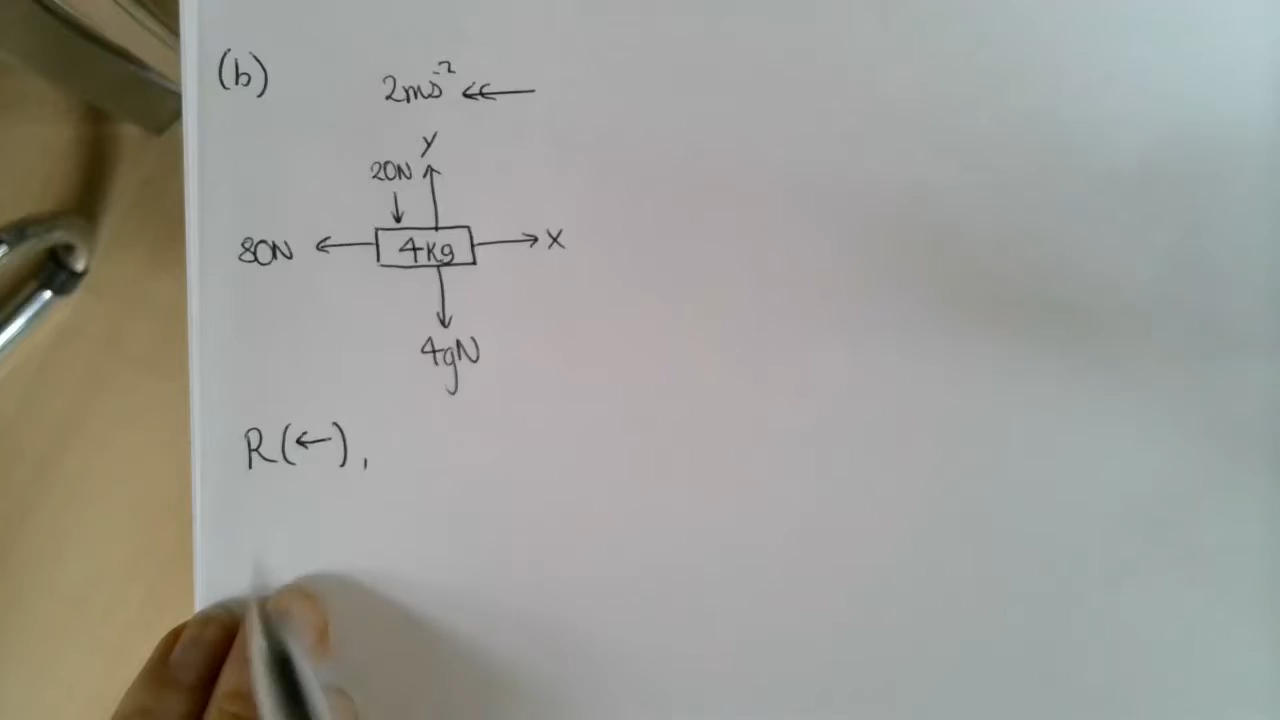 (b)
2ms⁻²
Y
20N
80N 4kg X
4gN
R(←),